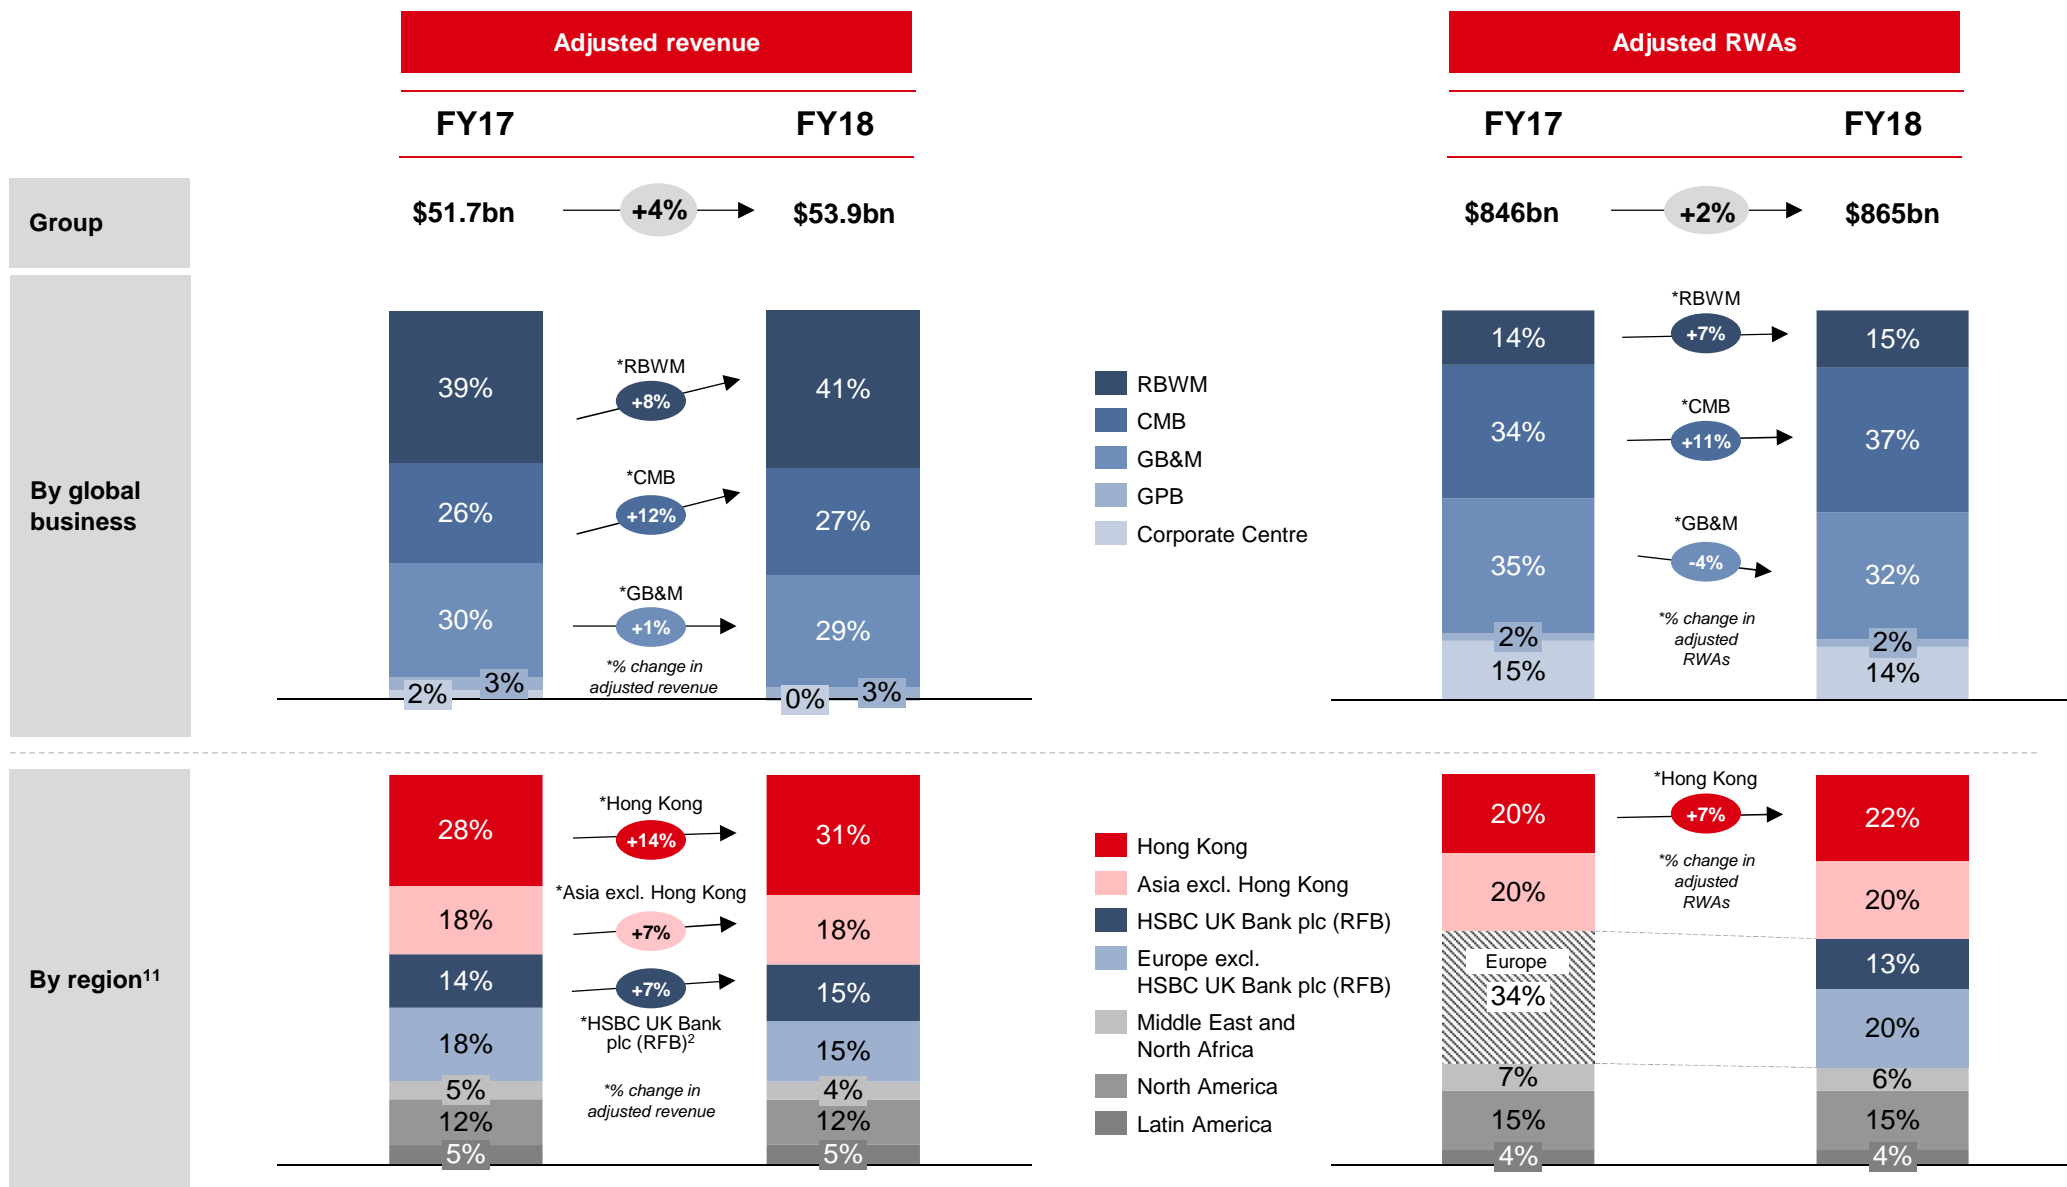 Adjusted revenue
Adjusted RWAs
FY17
FY18
FY17
FY18
Group
$51.7bn
+4%
$53.9bn
$846bn
+2%
$865bn
By global
business
39%
26%
30%
2%
3%
*RBWM
+8%
*CMB
+12%
*GB&M
+1%
*% change in
adjusted revenue
41%
27%
29%
0%
3%
RBWM
CMB
GB&M
GPB
Corporate Centre
14%
34%
35%
2%
15%
*RBWM
+7%
*CMB
+11%
*GB&M
-4%
*% change in
adjusted
RWAs
15%
37%
32%
2%
14%
By region¹¹
28%
18%
14%
18%
5%
12%
5%
*Hong Kong
+14%
*Asia excl. Hong Kong
+7%
+7%
*HSBC UK Bank
plc (RFB)²
*% change in
adjusted revenue
31%
18%
15%
15%
4%
12%
5%
Hong Kong
Asia excl. Hong Kong
HSBC UK Bank plc (RFB)
Europe excl.
HSBC UK Bank plc (RFB)
Middle East and
North Africa
North America
Latin America
20%
20%
Europe
34%
7%
15%
4%
*Hong Kong
+7%
*% change in
adjusted
RWAs
22%
20%
13%
20%
6%
15%
4%